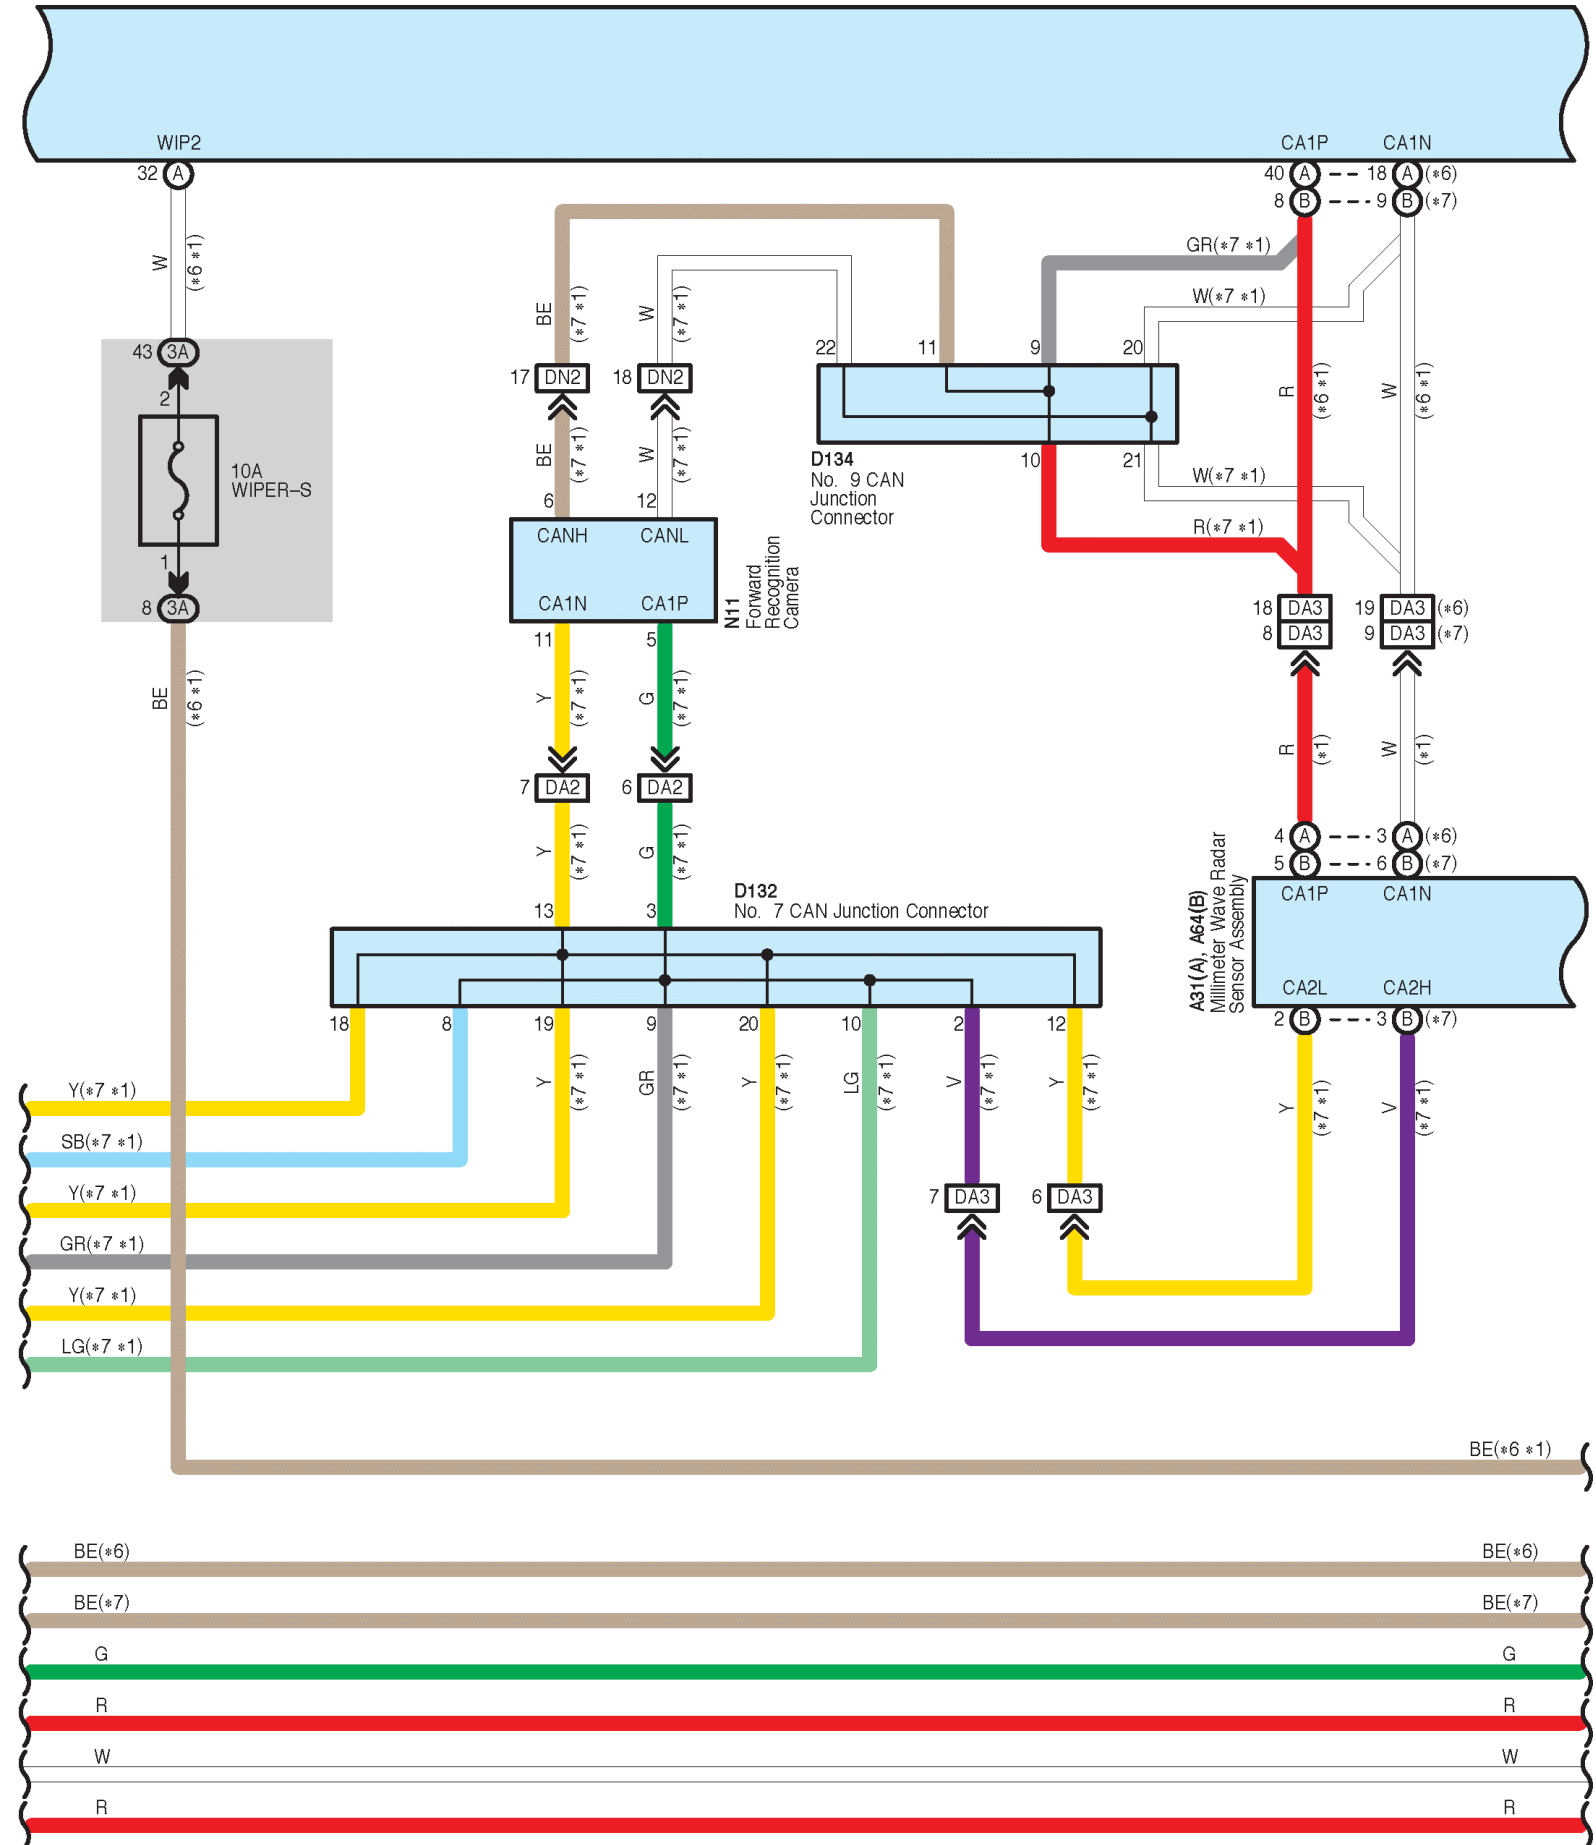 WIP2
CA1P CA1N
32 A
40 A 18 A (*6)
8 B 9 B (*7)
W
(*6 *1)
GR(*7 *1)
W(*7 *1)
BE
(*7 *1)
W
(*7 *1)
43 3A
2
22 11 9 20
17 DN2 18 DN2
R
(*6 *1)
W
(*6 *1)
10A
WIPER–S
BE
(*7 *1)
W
(*7 *1)
D134
No. 9 CAN
Junction
Connector
10 21
W(*7 *1)
R(*7 *1)
6 12
CANH CANL
CA1N CA1P
N11
Forward
Recognition
Camera
1
8 3A
18 DA3 19 DA3 (*6)
8 DA3 9 DA3 (*7)
11 5
BE
(*6 *1)
Y
(*7 *1)
G
(*7 *1)
R
(*1)
W
(*1)
7 DA2 6 DA2
Y
(*7 *1)
G
(*7 *1)
4 A 3 A (*6)
5 B 6 B (*7)
D132
No. 7 CAN Junction Connector
13 3
CA1P CA1N
A31(A), A64(B)
Millimeter Wave Radar
Sensor Assembly
CA2L CA2H
2 B 3 B (*7)
18 8 19 9 20 10 2 12
Y
(*7 *1)
GR
(*7 *1)
Y
(*7 *1)
LG
(*7 *1)
V
(*7 *1)
Y
(*7 *1)
Y
(*7 *1)
V
(*7 *1)
Y(*7 *1)
SB(*7 *1)
Y(*7 *1)
7 DA3 6 DA3
GR(*7 *1)
Y(*7 *1)
LG(*7 *1)
BE(*6 *1)
BE(*6) BE(*6)
BE(*7) BE(*7)
G G
R R
W W
R R